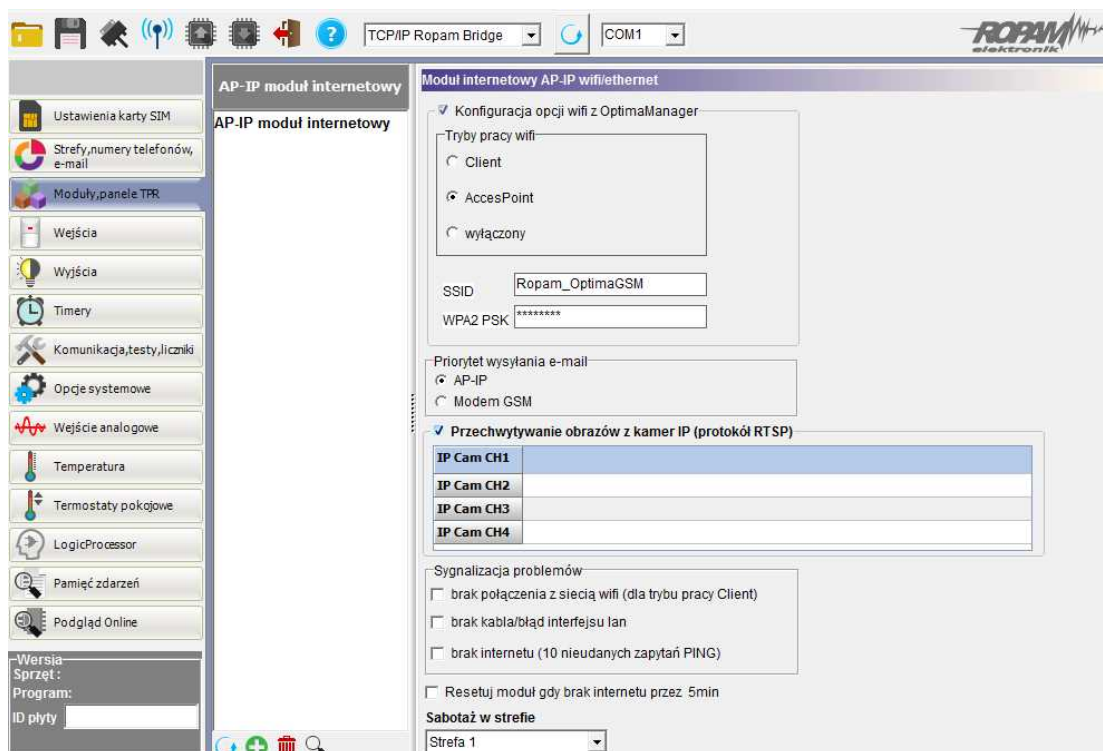 TCP/IP Ropam Bridge
COM1
ROPAM
elektronik
Ustawienia karty SIM
Strefy,numery telefonów,
e-mail
Moduły,panele TPR
Wejścia
Wyjścia
Timery
Komunikacja,testy,liczniki
Opcje systemowe
Wejście analogowe
Temperatura
Termostaty pokojowe
LogicProcessor
Pamięć zdarzeń
Podgląd Online
Wersja
Sprzęt :
Program:
ID płyty
AP-IP moduł internetowy
AP-IP moduł internetowy
Moduł internetowy AP-IP wifi/ethernet
Konfiguracja opcji wifi z OptimaManager
Tryby pracy wifi
Client
AccesPoint
wyłączony
SSID Ropam_OptimaGSM
WPA2 PSK ********
Priorytet wysyłania e-mail
AP-IP
Modem GSM
Przechwytywanie obrazów z kamer IP (protokół RTSP)
IP Cam CH1
IP Cam CH2
IP Cam CH3
IP Cam CH4
Sygnalizacja problemów
brak połączenia z siecią wifi (dla trybu pracy Client)
brak kabla/błąd interfejsu lan
brak internetu (10 nieudanych zapytań PING)
Resetuj moduł gdy brak internetu przez 5min
Sabotaż w strefie
Strefa 1